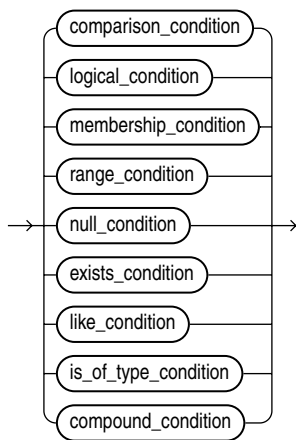 comparison_condition
logical_condition
membership_condition
range_condition
null_condition
exists_condition
like_condition
is_of_type_condition
compound_condition